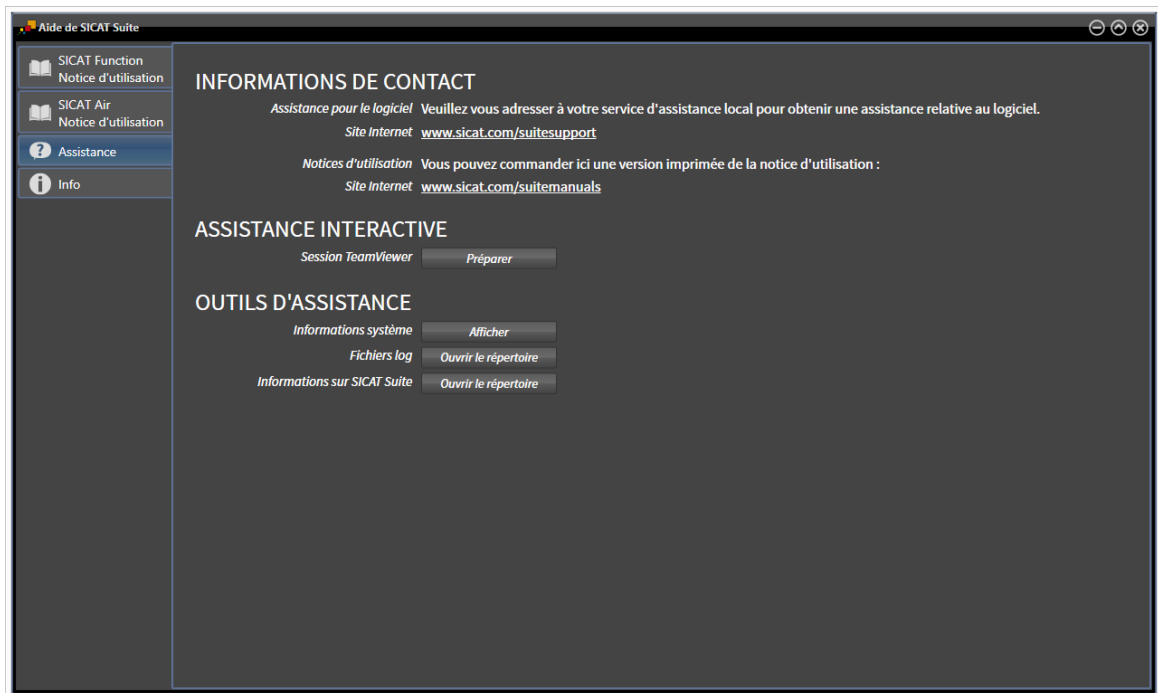 Aide de SICAT Suite
SICAT Function
Notice d'utilisation
SICAT Air
Notice d'utilisation
Assistance
Info
INFORMATIONS DE CONTACT
Assistance pour le logiciel Veuillez vous adresser à votre service d'assistance local pour obtenir une assistance relative au logiciel.
Site Internet www.sicat.com/suitesupport
Notices d'utilisation Vous pouvez commander ici une version imprimée de la notice d'utilisation :
Site Internet www.sicat.com/suitemanuals
ASSISTANCE INTERACTIVE
Session TeamViewer Préparer
OUTILS D'ASSISTANCE
Informations système Afficher
Fichiers log Ouvrir le répertoire
Informations sur SICAT Suite Ouvrir le répertoire